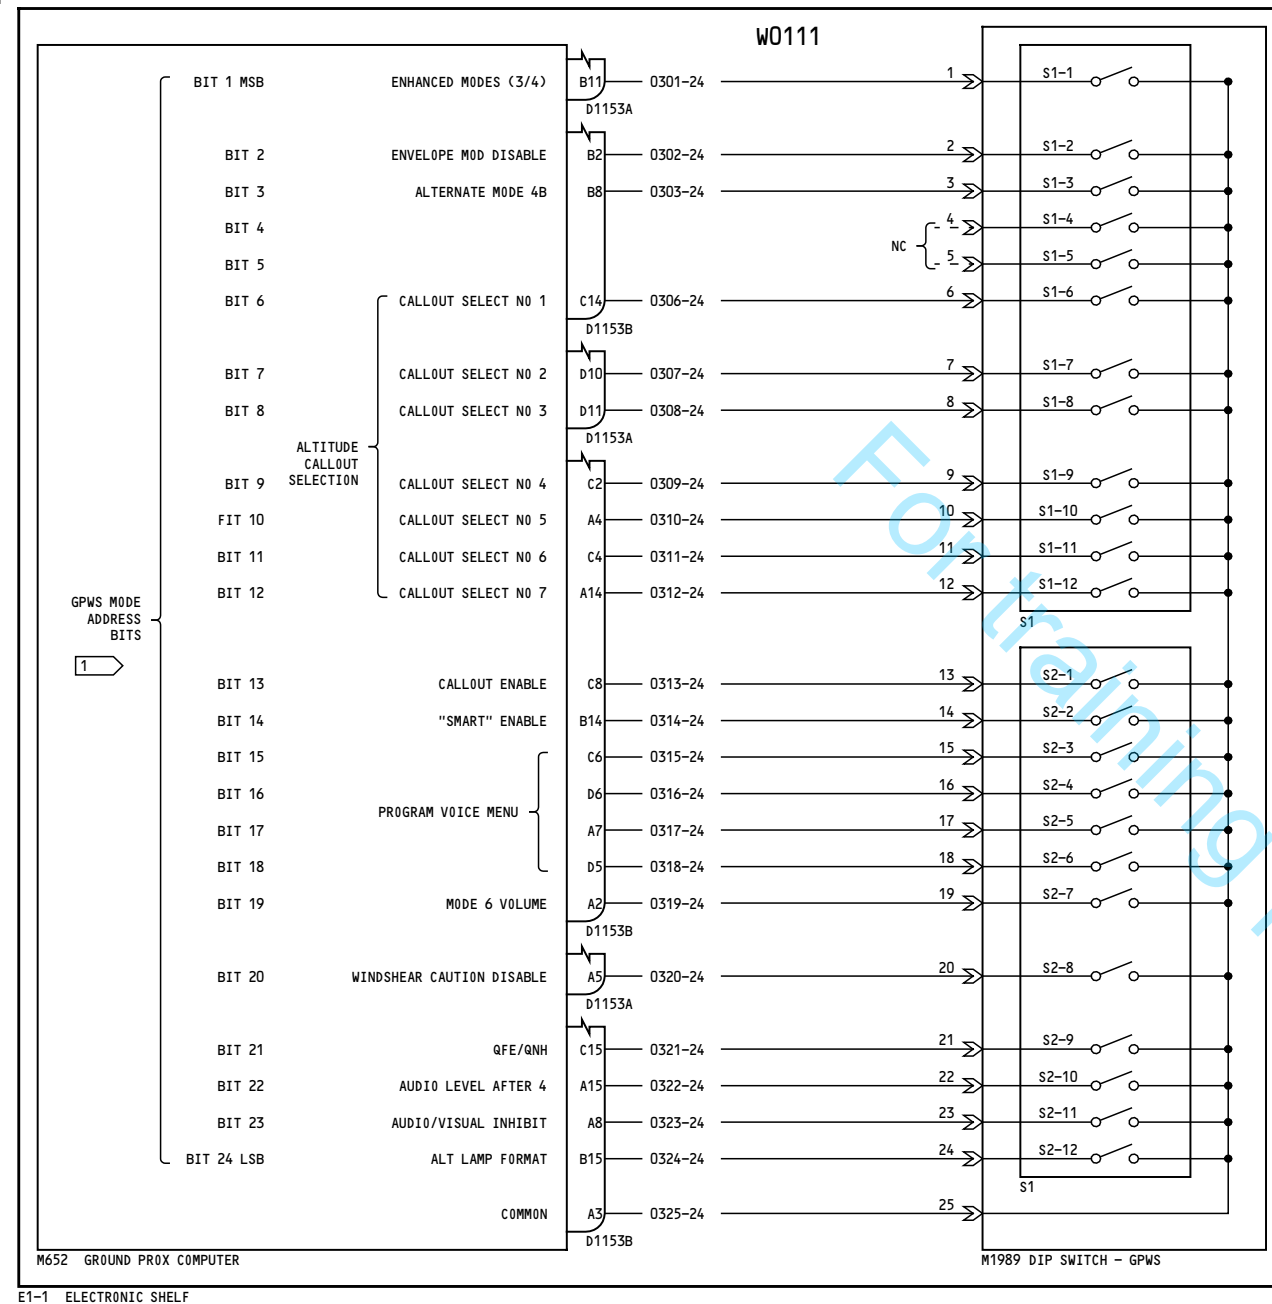 W0111
BIT 1 MSB ENHANCED MODES (3/4) B11 0301-24 1 S1-1
D1153A
BIT 2 ENVELOPE MOD DISABLE B2 0302-24 2 S1-2
BIT 3 ALTERNATE MODE 4B B8 0303-24 3 S1-3
BIT 4 4 S1-4
NC
BIT 5 5 S1-5
BIT 6 CALLOUT SELECT NO 1 C14 0306-24 6 S1-6
D1153B
BIT 7 CALLOUT SELECT NO 2 D10 0307-24 7 S1-7
BIT 8 CALLOUT SELECT NO 3 D11 0308-24 8 S1-8
D1153A
ALTITUDE
CALLOUT
SELECTION
BIT 9 CALLOUT SELECT NO 4 C2 0309-24 9 S1-9
FIT 10 CALLOUT SELECT NO 5 A4 0310-24 10 S1-10
BIT 11 CALLOUT SELECT NO 6 C4 0311-24 11 S1-11
BIT 12 CALLOUT SELECT NO 7 A14 0312-24 12 S1-12
S1
GPWS MODE
ADDRESS
BITS
1
BIT 13 CALLOUT ENABLE C8 0313-24 13 S2-1
BIT 14 "SMART" ENABLE B14 0314-24 14 S2-2
BIT 15 C6 0315-24 15 S2-3
BIT 16 D6 0316-24 16 S2-4
PROGRAM VOICE MENU
BIT 17 A7 0317-24 17 S2-5
BIT 18 D5 0318-24 18 S2-6
BIT 19 MODE 6 VOLUME A2 0319-24 19 S2-7
D1153B
BIT 20 WINDSHEAR CAUTION DISABLE A5 0320-24 20 S2-8
D1153A
BIT 21 QFE/QNH C15 0321-24 21 S2-9
BIT 22 AUDIO LEVEL AFTER 4 A15 0322-24 22 S2-10
BIT 23 AUDIO/VISUAL INHIBIT A8 0323-24 23 S2-11
BIT 24 LSB ALT LAMP FORMAT B15 0324-24 24 S2-12
S1
COMMON A3 0325-24 25
D1153B
M652 GROUND PROX COMPUTER M1989 DIP SWITCH - GPWS
E1-1 ELECTRONIC SHELF
For training